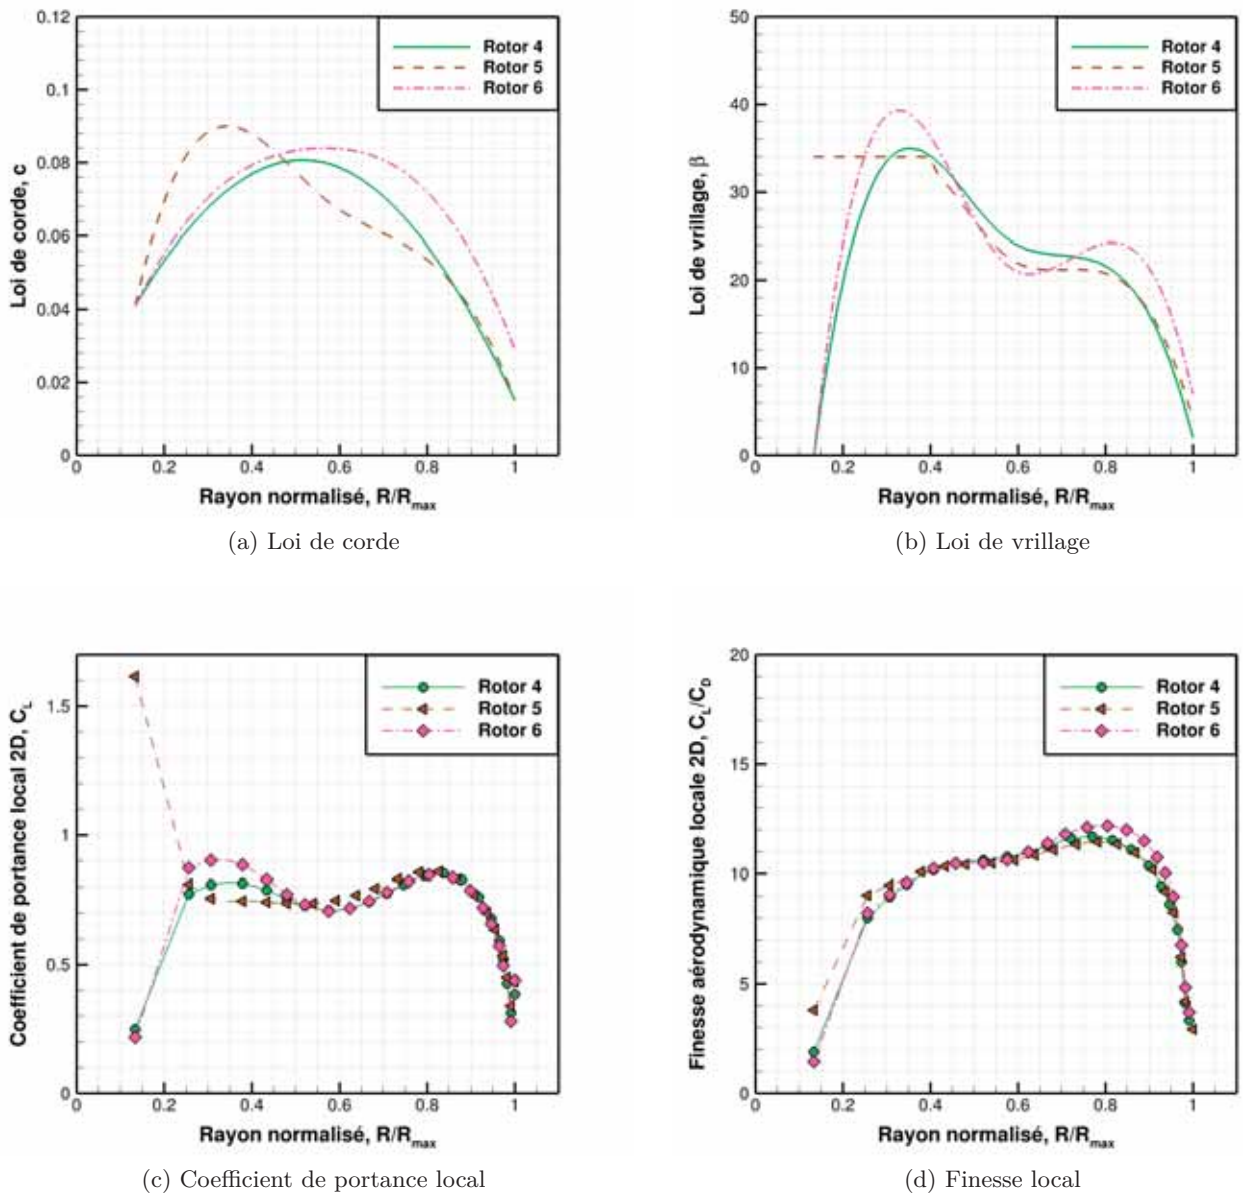 0.12
0.1
0.08
0.06
0.04
0.02
0
Loi de corde, c
Rotor 4
Rotor 5
Rotor 6
0
0.2
0.4
0.6
0.8
1
Rayon normalisé, R/Rmax
(a) Loi de corde
50
40
30
20
10
0
Loi de vrillage, β
Rotor 4
Rotor 5
Rotor 6
0
0.2
0.4
0.6
0.8
1
Rayon normalisé, R/Rmax
(b) Loi de vrillage
1.5
1
0.5
0
Coefficient de portance local 2D, CL
Rotor 4
Rotor 5
Rotor 6
0
0.2
0.4
0.6
0.8
1
Rayon normalisé, R/Rmax
(c) Coefficient de portance local
20
15
10
5
0
Finesse aérodynamique locale 2D, CL/CD
Rotor 4
Rotor 5
Rotor 6
0
0.2
0.4
0.6
0.8
1
Rayon normalisé, R/Rmax
(d) Finesse local